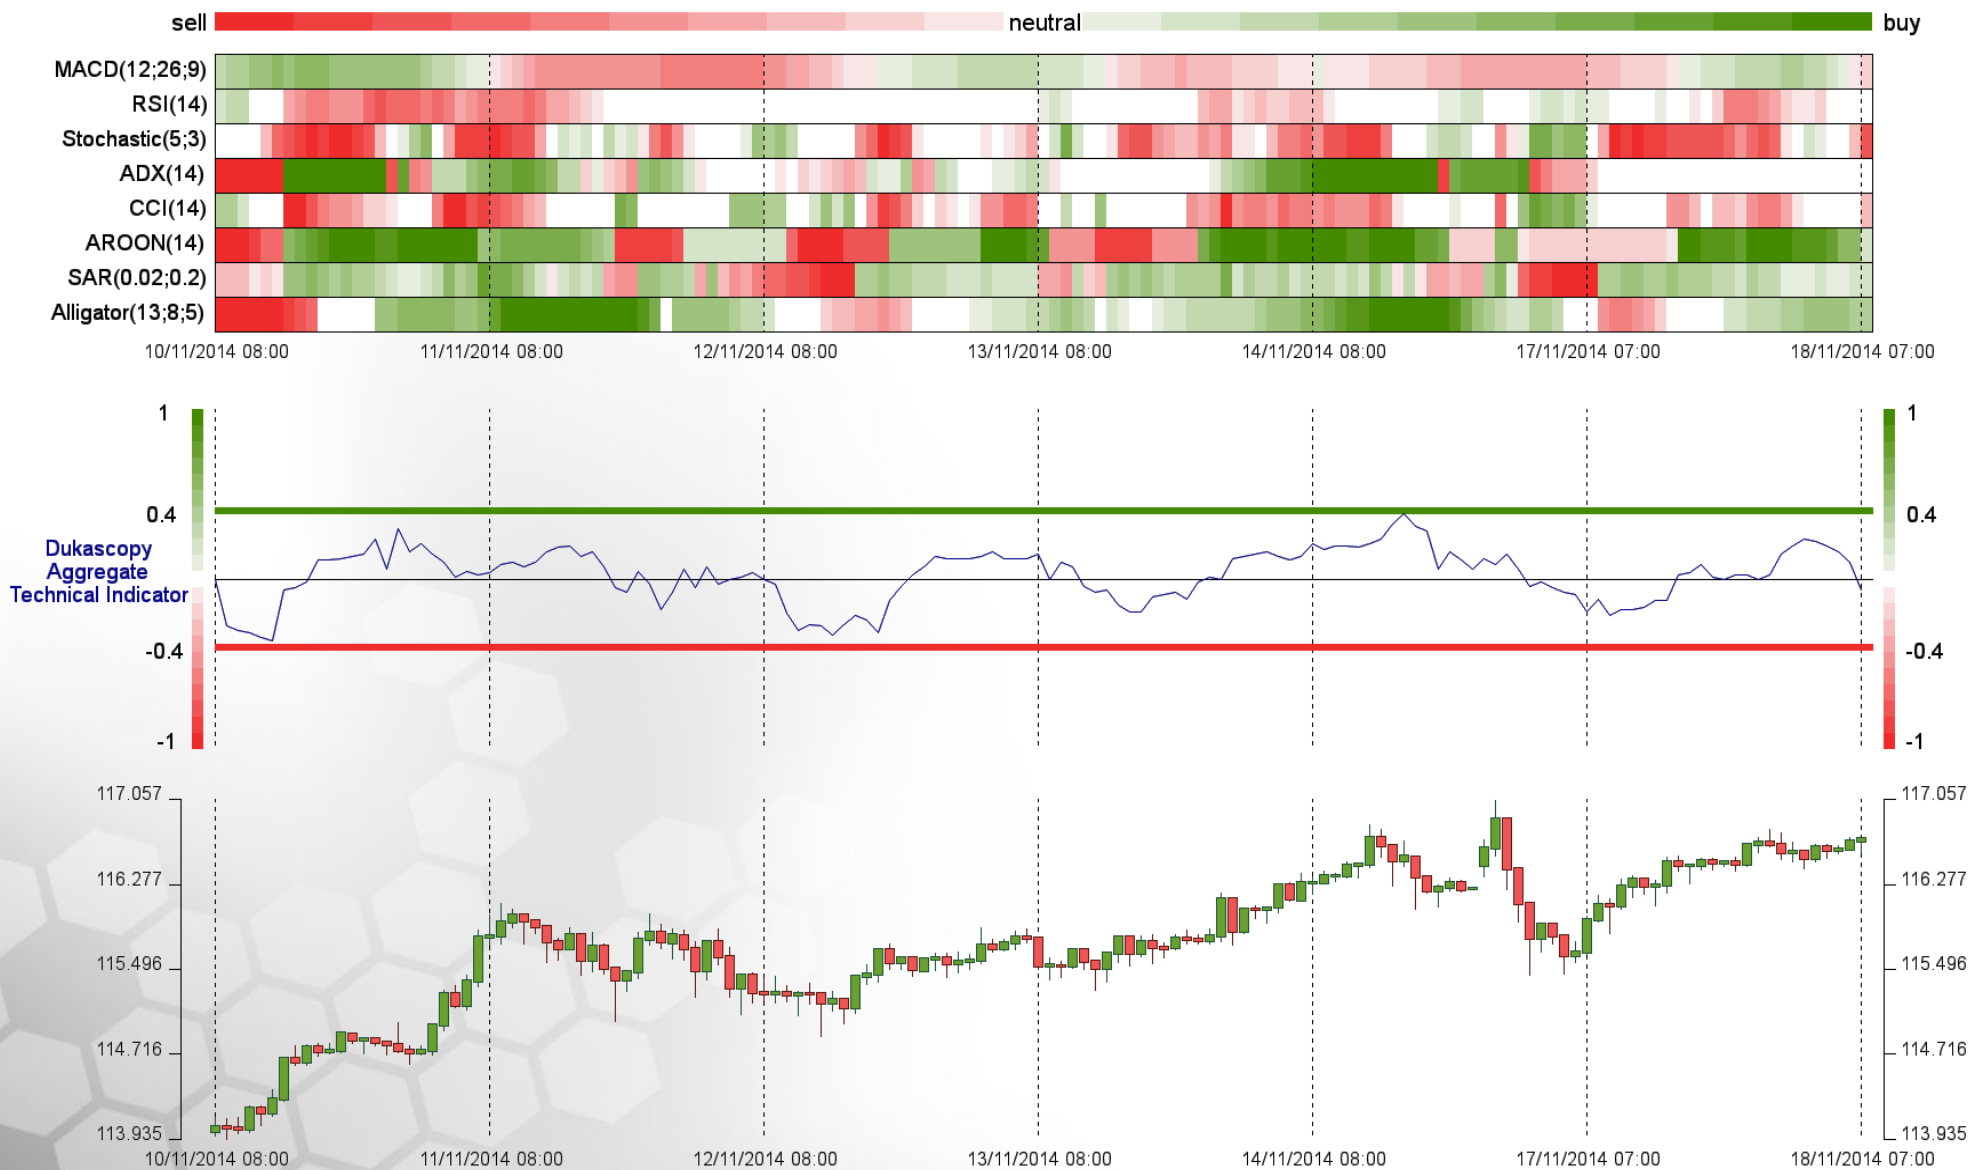 sell neutral buy
MACD(12;26;9)
RSI(14)
Stochastic(5;3)
ADX(14)
CCI(14)
AROON(14)
SAR(0.02;0.2)
Alligator(13;8;5)
10/11/2014 08:00 11/11/2014 08:00 12/11/2014 08:00 13/11/2014 08:00 14/11/2014 08:00 17/11/2014 07:00 18/11/2014 07:00
1 1
0.4 0.4
Dukascopy
Aggregate
Technical Indicator
-0.4 -0.4
-1 -1
117.057 117.057
116.277 116.277
115.496 115.496
114.716 114.716
113.935 113.935
10/11/2014 08:00 11/11/2014 08:00 12/11/2014 08:00 13/11/2014 08:00 14/11/2014 08:00 17/11/2014 07:00 18/11/2014 07:00